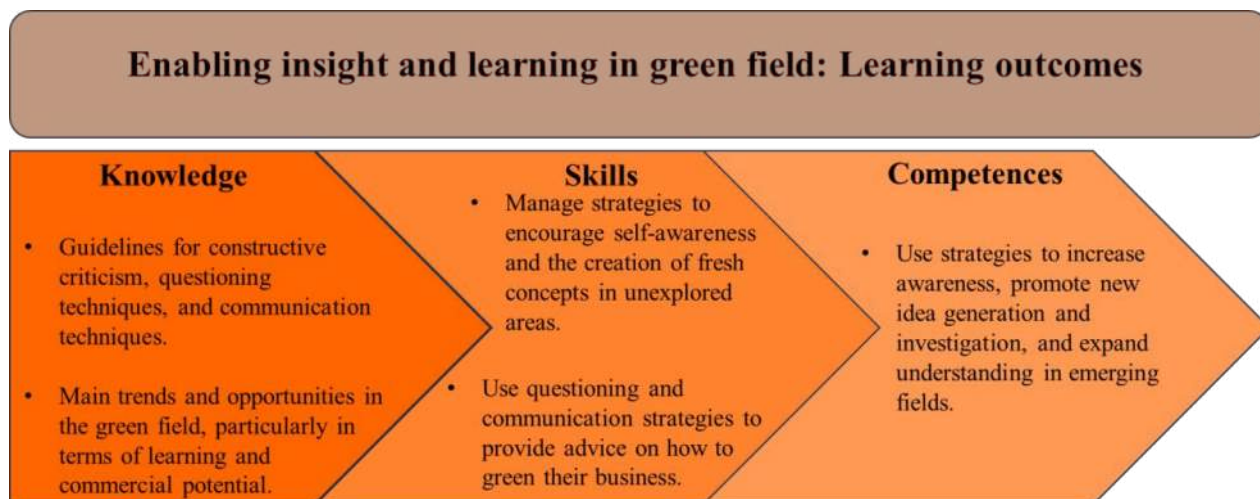 Enabling insight and learning in green field: Learning outcomes
Knowledge
• Guidelines for constructive
criticism, questioning
techniques, and communication
techniques.
• Main trends and opportunities in
the green field, particularly in
terms of learning and
commercial potential.
Skills
• Manage strategies to
encourage self-awareness
and the creation of fresh
concepts in unexplored
areas.
• Use questioning and
communication strategies to
provide advice on how to
green their business.
Competences
• Use strategies to increase
awareness, promote new
idea generation and
investigation, and expand
understanding in emerging
fields.